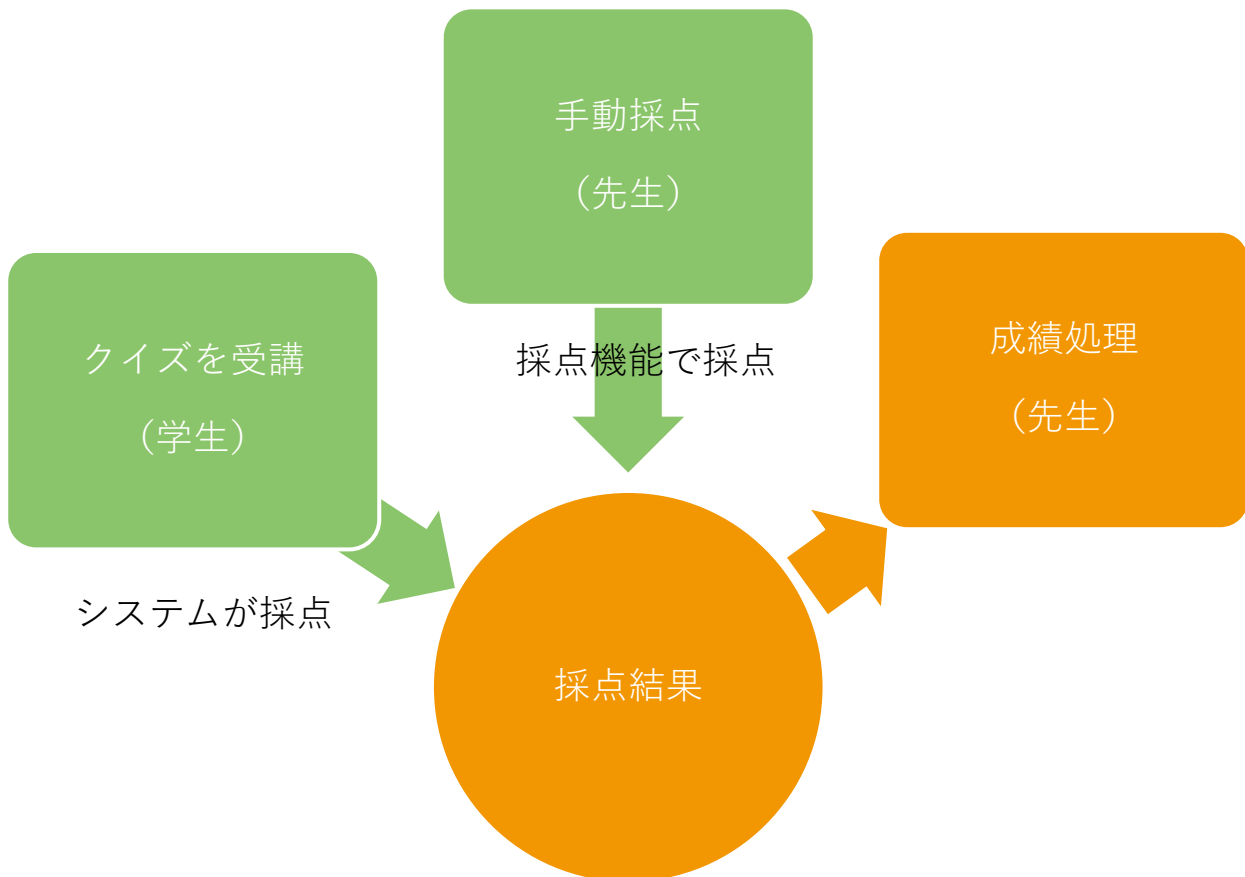 手動採点
（先生）
クイズを受講
（学生）
採点機能で採点
成績処理
（先生）
システムが採点
採点結果